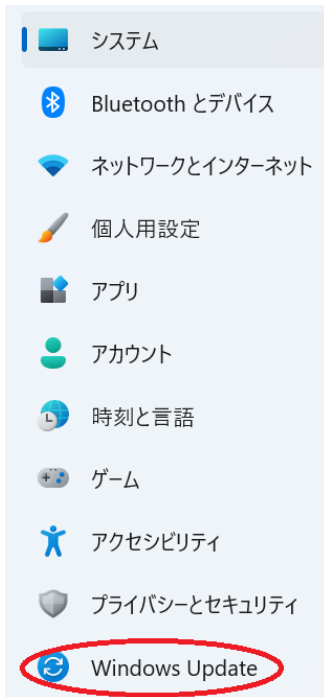 システム
Bluetooth とデバイス
ネットワークとインターネット
個人用設定
アプリ
アカウント
時刻と言語
ゲーム
アクセシビリティ
プライバシーとセキュリティ
Windows Update